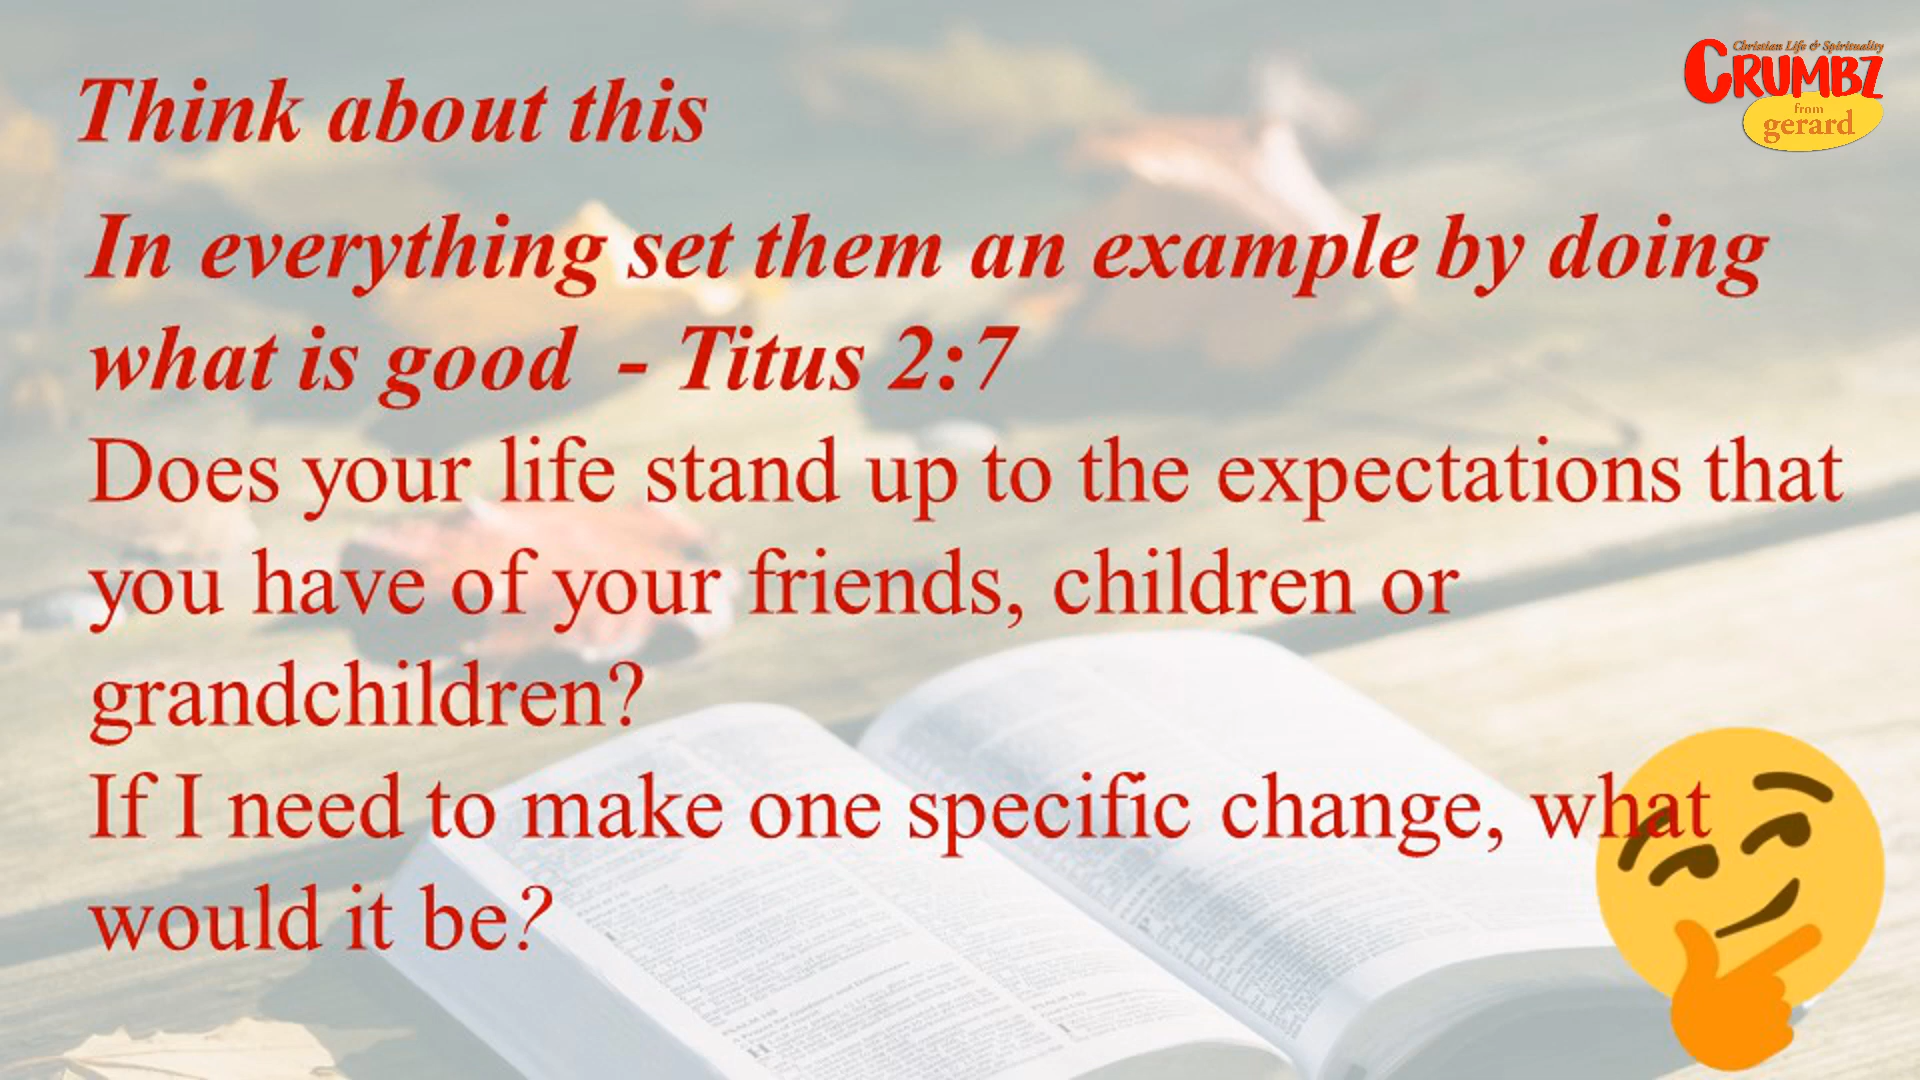 Christian Life & Spirituality
CRUMBZ
from
gerard
Think about this
In everything set them an example by doing
what is good - Titus 2:7
Does your life stand up to the expectations that
you have of your friends, children or
grandchildren?
If I need to make one specific change, what
would it be?